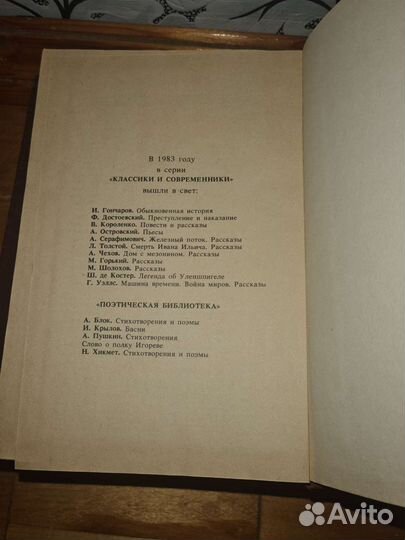 В 1983 году
в серии
«КЛАССИКИ И СОВРЕМЕННИКИ»
вышли в свет:
И. Гончаров. Обыкновенная история
Ф. Достоевский. Преступление и наказание
В. Короленко. Повести и рассказы
А. Островский. Пьесы
А. Серафимович. Железный поток. Рассказы
Л. Толстой. Смерть Ивана Ильича. Рассказы
А. Чехов. Дом с мезонином. Рассказы
М. Горький. Рассказы
М. Шолохов. Рассказы
Ш. де Костер. Легенда об Уленшпигеле
Г. Уэллс. Машина времени. Война миров. Рассказы
«ПОЭТИЧЕСКАЯ БИБЛИОТЕКА»
А. Блок. Стихотворения и поэмы
И. Крылов. Басни
А. Пушкин. Стихотворения
Слово о полку Игореве
Н. Хикмет. Стихотворения и поэмы
Avito